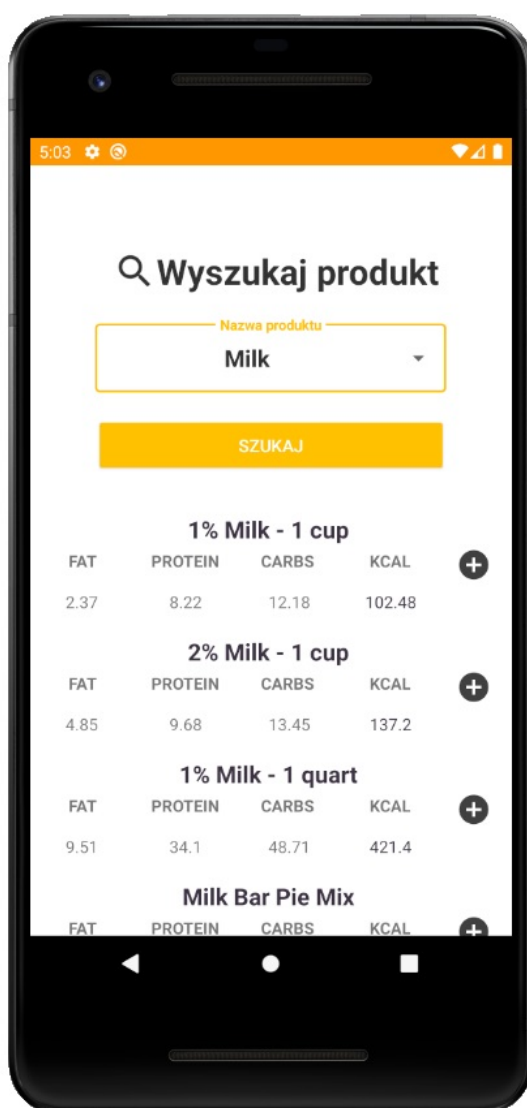 5:03
Wyszukaj produkt
Nazwa produktu
Milk
SZUKAJ
1% Milk - 1 cup
FAT PROTEIN CARBS KCAL
2.37 8.22 12.18 102.48
2% Milk - 1 cup
FAT PROTEIN CARBS KCAL
4.85 9.68 13.45 137.2
1% Milk - 1 quart
FAT PROTEIN CARBS KCAL
9.51 34.1 48.71 421.4
Milk Bar Pie Mix
FAT PROTEIN CARBS KCAL